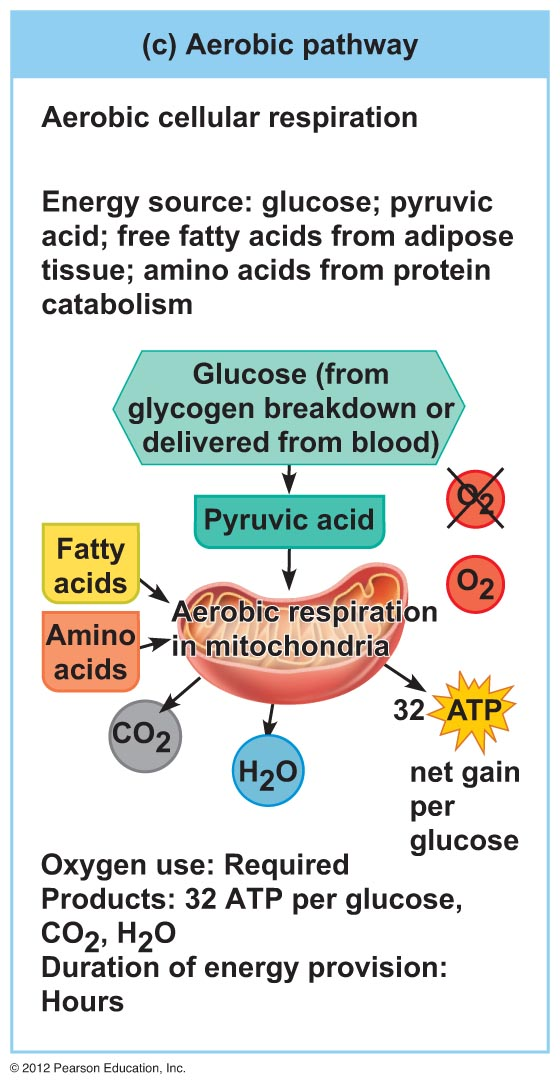 (c) Aerobic pathway
Aerobic cellular respiration
Energy source: glucose; pyruvic
acid; free fatty acids from adipose
tissue; amino acids from protein
catabolism
Glucose (from
glycogen breakdown or
delivered from blood)
O2
Pyruvic acid
Fatty
acids
O2
Aerobic respiration
in mitochondria
Amino
acids
32 ATP
CO2
H2O
net gain
per
glucose
Oxygen use: Required
Products: 32 ATP per glucose,
CO2, H2O
Duration of energy provision:
Hours
© 2012 Pearson Education, Inc.